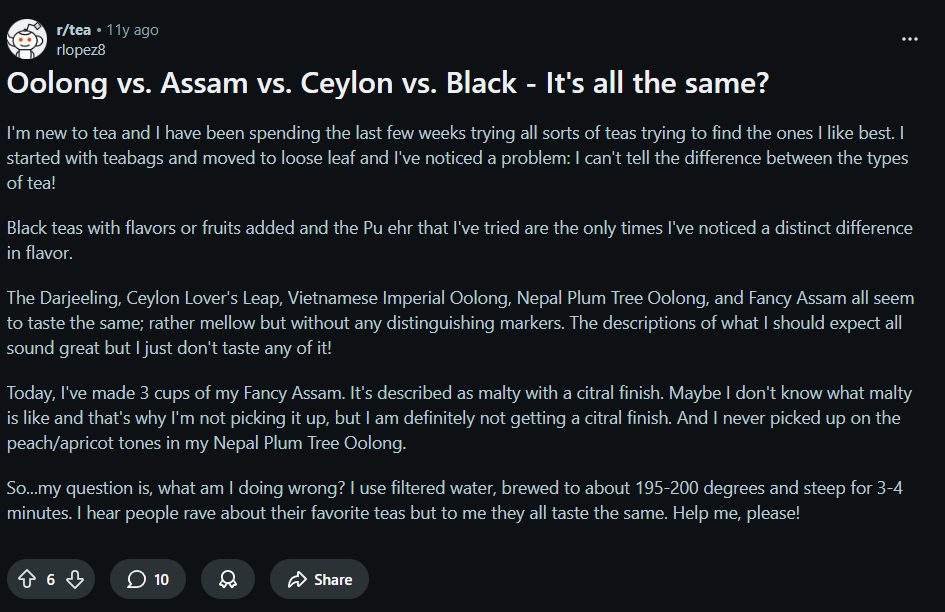 r/tea • 11y ago
rlopez8
Oolong vs. Assam vs. Ceylon vs. Black - It's all the same?
I'm new to tea and I have been spending the last few weeks trying all sorts of teas trying to find the ones I like best. I
started with teabags and moved to loose leaf and I've noticed a problem: I can't tell the difference between the types
of tea!
Black teas with flavors or fruits added and the Pu ehr that I've tried are the only times I've noticed a distinct difference
in flavor.
The Darjeeling, Ceylon Lover's Leap, Vietnamese Imperial Oolong, Nepal Plum Tree Oolong, and Fancy Assam all seem
to taste the same; rather mellow but without any distinguishing markers. The descriptions of what I should expect all
sound great but I just don't taste any of it!
Today, I've made 3 cups of my Fancy Assam. It's described as malty with a citral finish. Maybe I don't know what malty
is like and that's why I'm not picking it up, but I am definitely not getting a citral finish. And I never picked up on the
peach/apricot tones in my Nepal Plum Tree Oolong.
So...my question is, what am I doing wrong? I use filtered water, brewed to about 195-200 degrees and steep for 3-4
minutes. I hear people rave about their favorite teas but to me they all taste the same. Help me, please!
6 10 Share